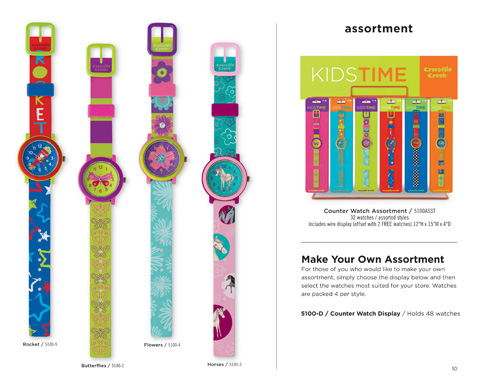 assortment
KIDSTIME
Crocodile Creek
Crocodile Creek
ROCKET
Counter Watch Assortment / 5100ASST
32 watches / assorted styles
Includes wire display (offset with 2 FREE watches) 12"H x 15"W x 4"D
Make Your Own Assortment
For those of you who would like to make your own
assortment, simply choose the display below and then
select the watches most suited for your store. Watches
are packed 4 per style.
5100-D / Counter Watch Display / Holds 48 watches
Rocket / 5100-5
Butterflies / 5100-2
Flowers / 5100-4
Horses / 5100-3
10